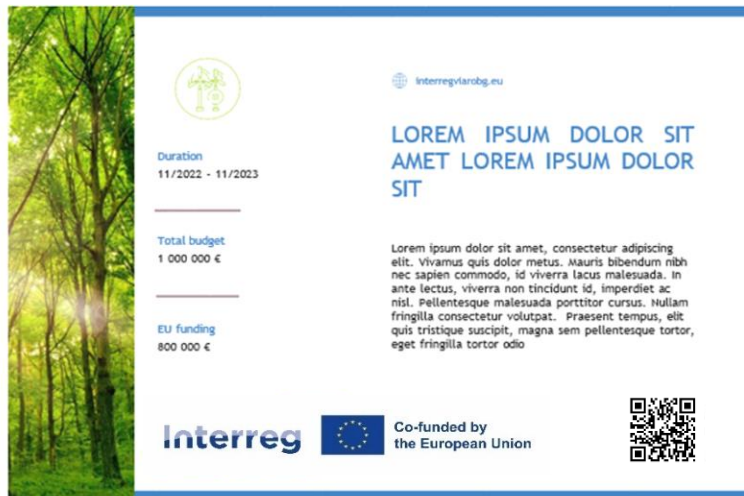 interregviarobg.eu
LOREM IPSUM DOLOR SIT
AMET LOREM IPSUM DOLOR
SIT
Duration
11/2022 - 11/2023
Total budget
1 000 000 €
EU funding
800 000 €
Lorem ipsum dolor sit amet, consectetur adipiscing
elit. Vivamus quis dolor metus. Mauris bibendum nibh
nec sapien commodo, id viverra lacus malesuada. In
ante lectus, viverra non tincidunt id, imperdiet ac
nisl. Pellentesque malesuada porttitor cursus. Nullam
fringilla consectetur volutpat. Praesent tempus, elit
quis tristique suscipit, magna sem pellentesque tortor,
eget fringilla tortor odio
Interreg
Co-funded by
the European Union